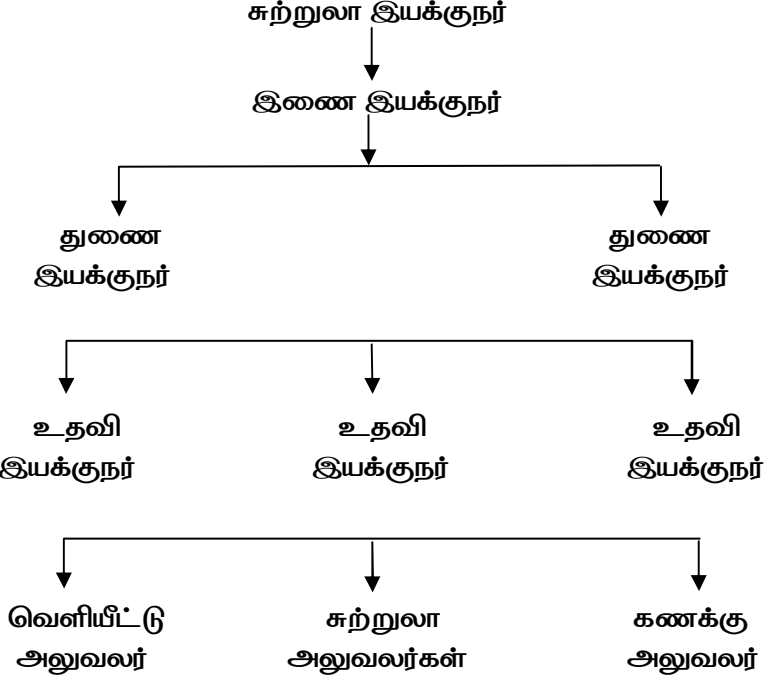 சுற்றுலா இயக்குநர்
இணை இயக்குநர்
துணை
இயக்குநர்
துணை
இயக்குநர்
உதவி
இயக்குநர்
உதவி
இயக்குநர்
உதவி
இயக்குநர்
வெளியீட்டு
அலுவலர்
சுற்றுலா
அலுவலர்கள்
கணக்கு
அலுவலர்